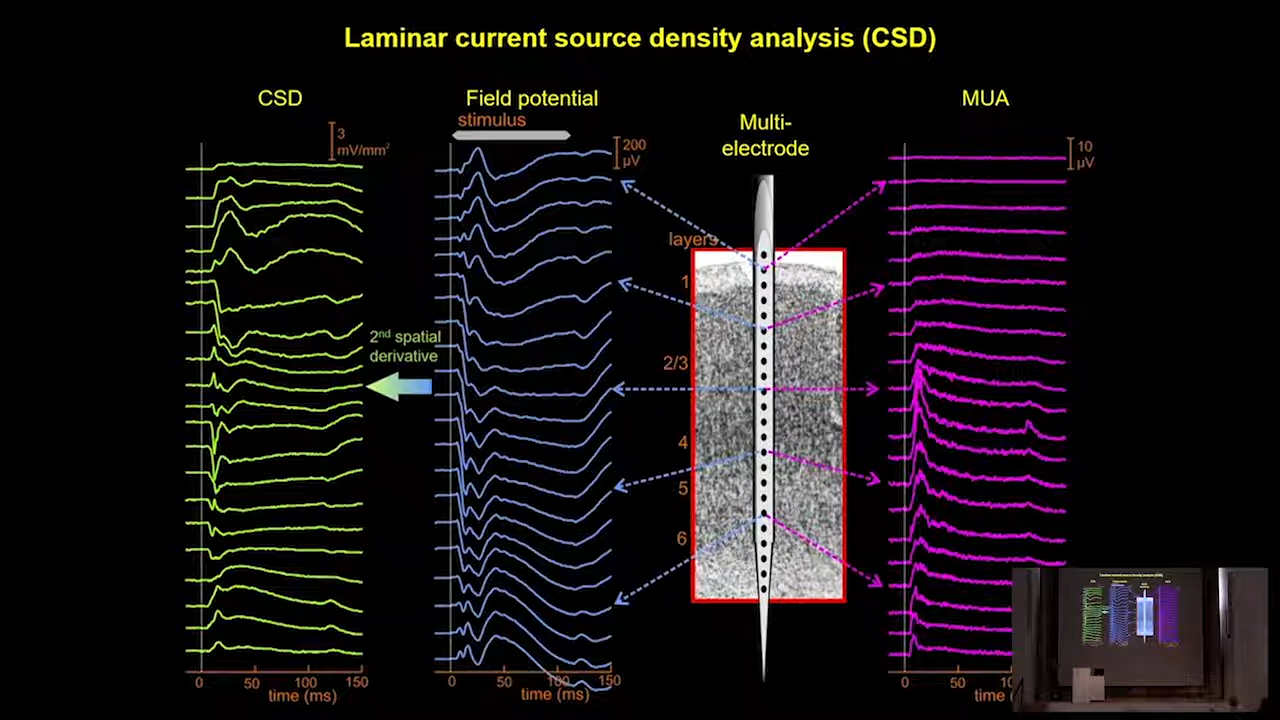 Laminar current source density analysis (CSD)
CSD
Field potential
MUA
stimulus
Multi-
electrode
3
mV/mm²
200
µV
10
µV
layers
1
2/3
4
5
6
2nd spatial
derivative
0 50 100 150
time (ms)
0 50 100 150
time (ms)
0 50
time (